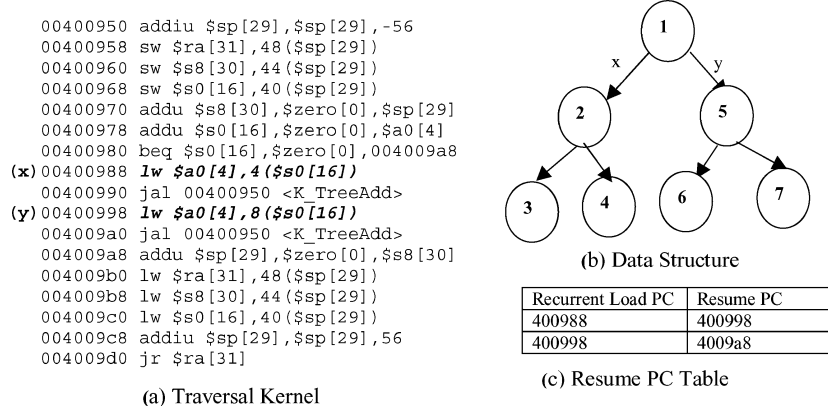 00400950 addiu $sp[29],$sp[29],-56
00400958 sw $ra[31],48($sp[29])
00400960 sw $s8[30],44($sp[29])
00400968 sw $s0[16],40($sp[29])
00400970 addu $s8[30],$zero[0],$sp[29]
00400978 addu $s0[16],$zero[0],$a0[4]
00400980 beq $s0[16],$zero[0],004009a8
(x) 00400988 lw $a0[4],4($s0[16])
00400990 jal 00400950 <K_TreeAdd>
(y) 00400998 lw $a0[4],8($s0[16])
004009a0 jal 00400950 <K_TreeAdd>
004009a8 addu $sp[29],$zero[0],$s8[30]
004009b0 lw $ra[31],48($sp[29])
004009b8 lw $s8[30],44($sp[29])
004009c0 lw $s0[16],40($sp[29])
004009c8 addiu $sp[29],$sp[29],56
004009d0 jr $ra[31]
(a) Traversal Kernel
1
x y
2 5
3 4 6 7
(b) Data Structure
Recurrent Load PC Resume PC
400988 400998
400998 4009a8
(c) Resume PC Table